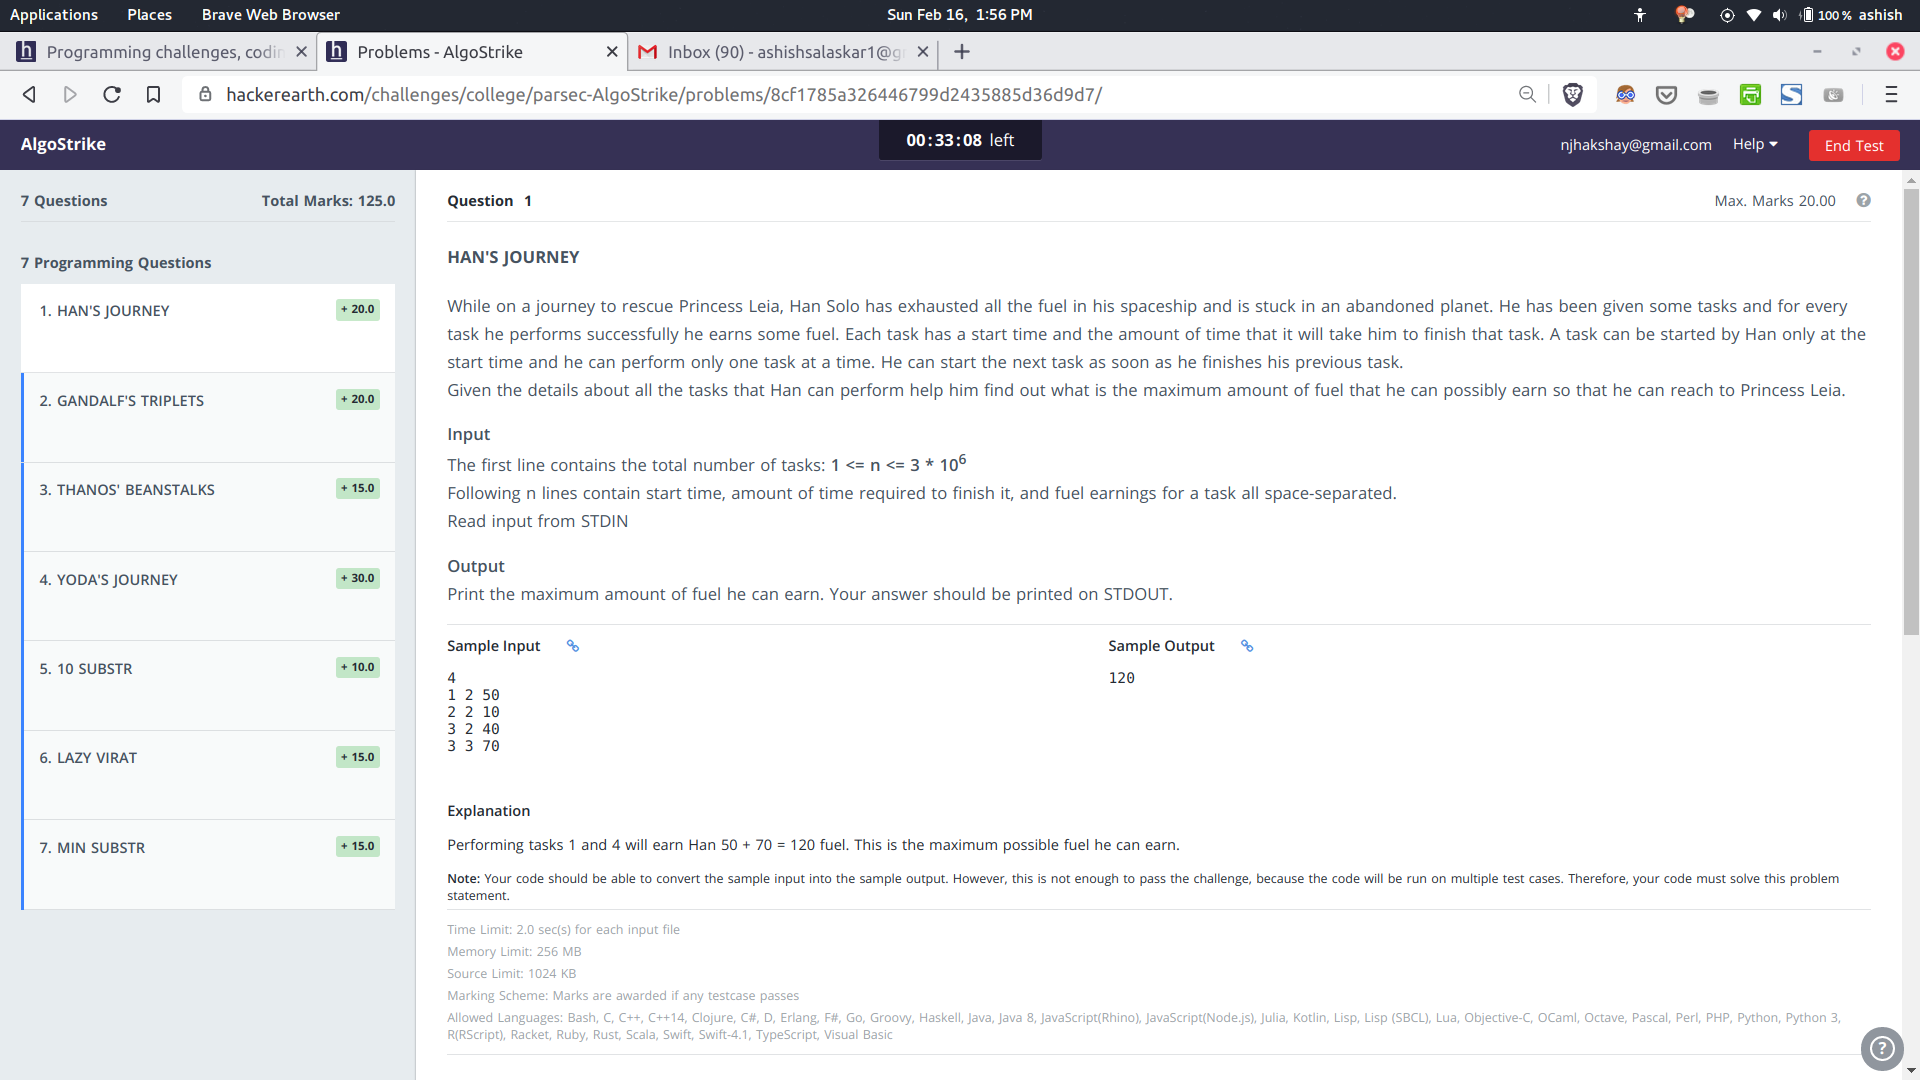 Applications Places Brave Web Browser Sun Feb 16, 1:56 PM 100 % ashish
Programming challenges, codin Problems - AlgoStrike Inbox (90) - ashishsalaskar1@g
hackerearth.com/challenges/college/parsec-AlgoStrike/problems/8cf1785a326446799d2435885d36d9d7/
AlgoStrike 00:33:08 left njhakshay@gmail.com Help End Test
7 Questions Total Marks: 125.0
7 Programming Questions
1. HAN'S JOURNEY + 20.0
2. GANDALF'S TRIPLETS + 20.0
3. THANOS' BEANSTALKS + 15.0
4. YODA'S JOURNEY + 30.0
5. 10 SUBSTR + 10.0
6. LAZY VIRAT + 15.0
7. MIN SUBSTR + 15.0
Question 1 Max. Marks 20.00
HAN'S JOURNEY
While on a journey to rescue Princess Leia, Han Solo has exhausted all the fuel in his spaceship and is stuck in an abandoned planet. He has been given some tasks and for every
task he performs successfully he earns some fuel. Each task has a start time and the amount of time that it will take him to finish that task. A task can be started by Han only at the
start time and he can perform only one task at a time. He can start the next task as soon as he finishes his previous task.
Given the details about all the tasks that Han can perform help him find out what is the maximum amount of fuel that he can possibly earn so that he can reach to Princess Leia.
Input
The first line contains the total number of tasks: 1 <= n <= 3 * 10^6
Following n lines contain start time, amount of time required to finish it, and fuel earnings for a task all space-separated.
Read input from STDIN
Output
Print the maximum amount of fuel he can earn. Your answer should be printed on STDOUT.
Sample Input Sample Output
4 120
1 2 50
2 2 10
3 2 40
3 3 70
Explanation
Performing tasks 1 and 4 will earn Han 50 + 70 = 120 fuel. This is the maximum possible fuel he can earn.
Note: Your code should be able to convert the sample input into the sample output. However, this is not enough to pass the challenge, because the code will be run on multiple test cases. Therefore, your code must solve this problem
statement.
Time Limit: 2.0 sec(s) for each input file
Memory Limit: 256 MB
Source Limit: 1024 KB
Marking Scheme: Marks are awarded if any testcase passes
Allowed Languages: Bash, C, C++, C++14, Clojure, C#, D, Erlang, F#, Go, Groovy, Haskell, Java, Java 8, JavaScript(Rhino), JavaScript(Node.js), Julia, Kotlin, Lisp, Lisp (SBCL), Lua, Objective-C, OCaml, Octave, Pascal, Perl, PHP, Python, Python 3,
R(RScript), Racket, Ruby, Rust, Scala, Swift, Swift-4.1, TypeScript, Visual Basic